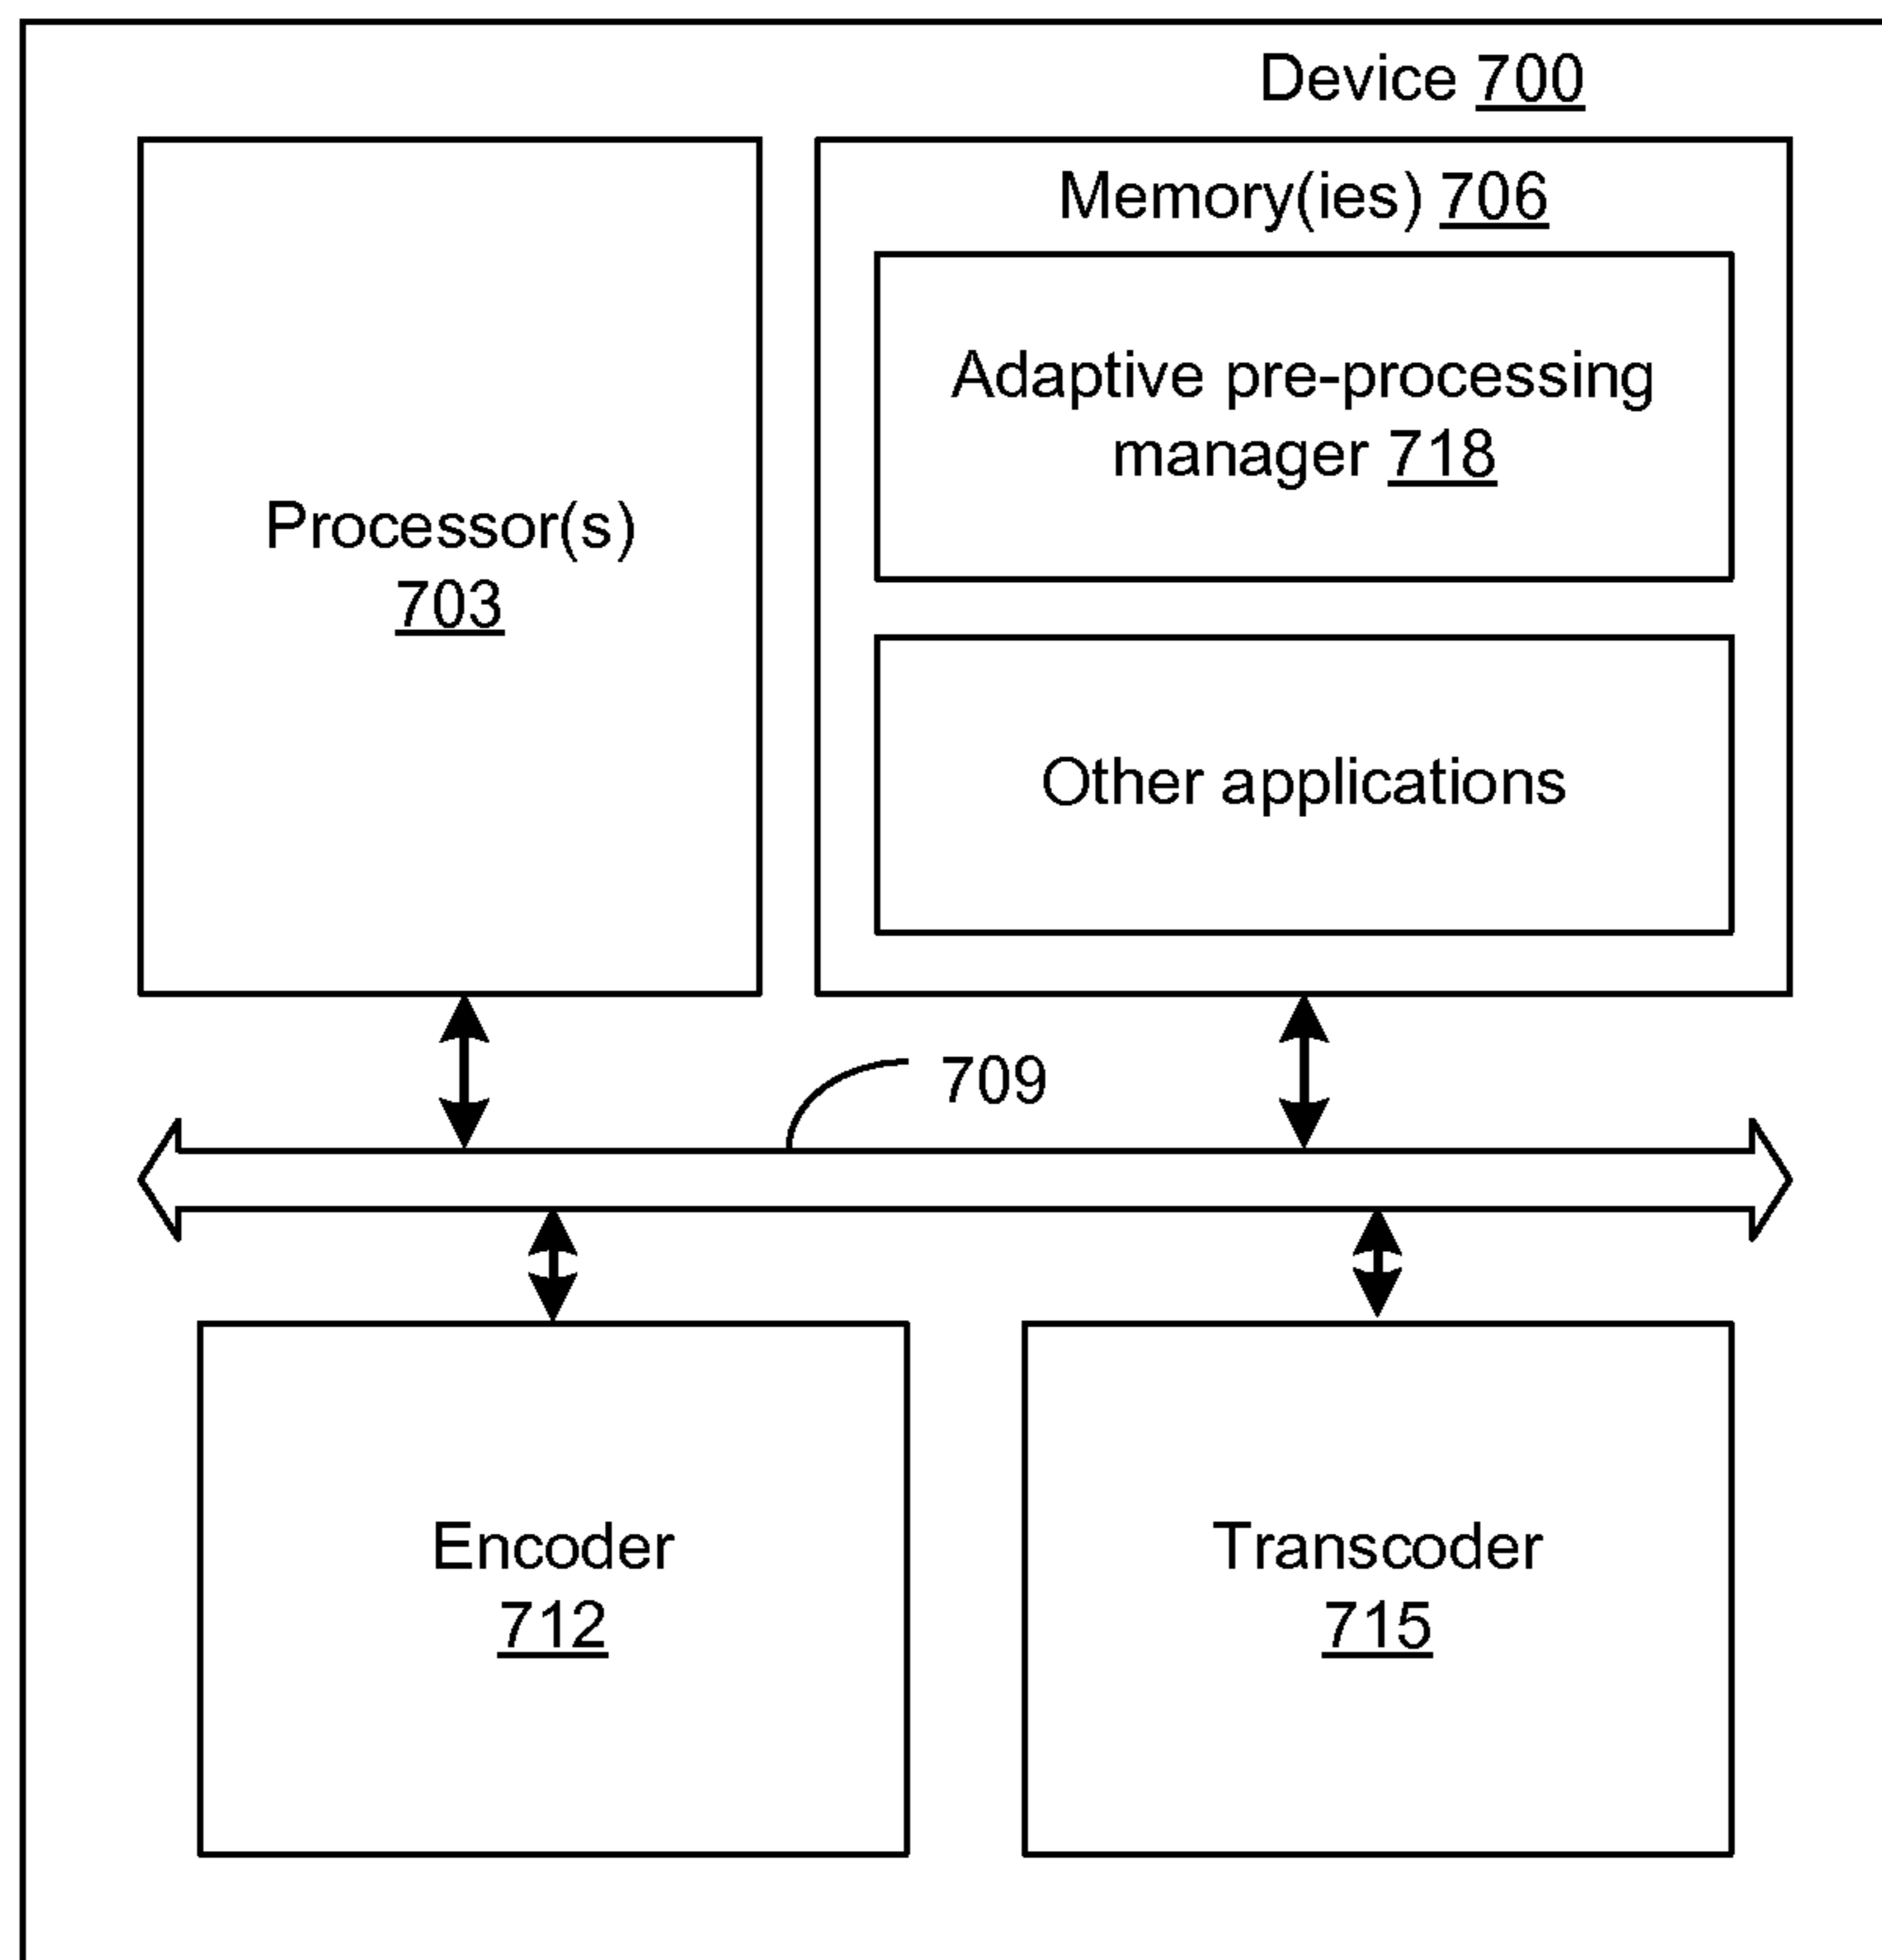 Device 700
Memory(ies) 706
Adaptive pre-processing
manager 718
Processor(s)
703
Other applications
709
Encoder
712
Transcoder
715